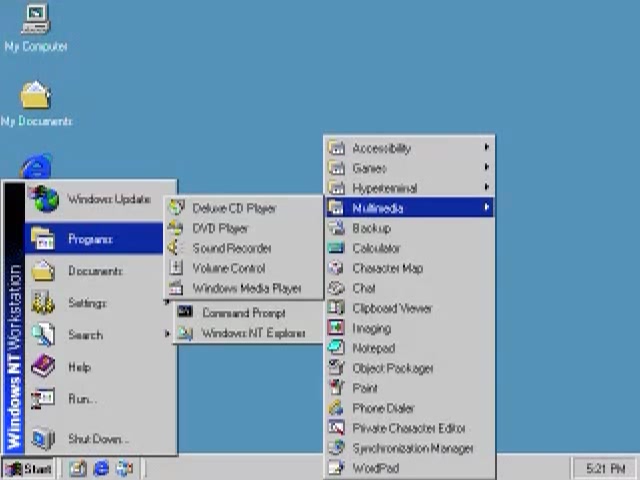 My Computer
My Documents
Windows Update
Programs
Documents
Settings
Search
Help
Run...
Shut Down...
Windows NT Workstation
Deluxe CD Player
DVD Player
Sound Recorder
Volume Control
Windows Media Player
Command Prompt
Windows NT Explorer
Accessibility
Games
Hyperterminal
Multimedia
Backup
Calculator
Character Map
Chat
Clipboard Viewer
Imaging
Notepad
Object Packager
Paint
Phone Dialer
Private Character Editor
Synchronization Manager
WordPad
Start
5:21 PM